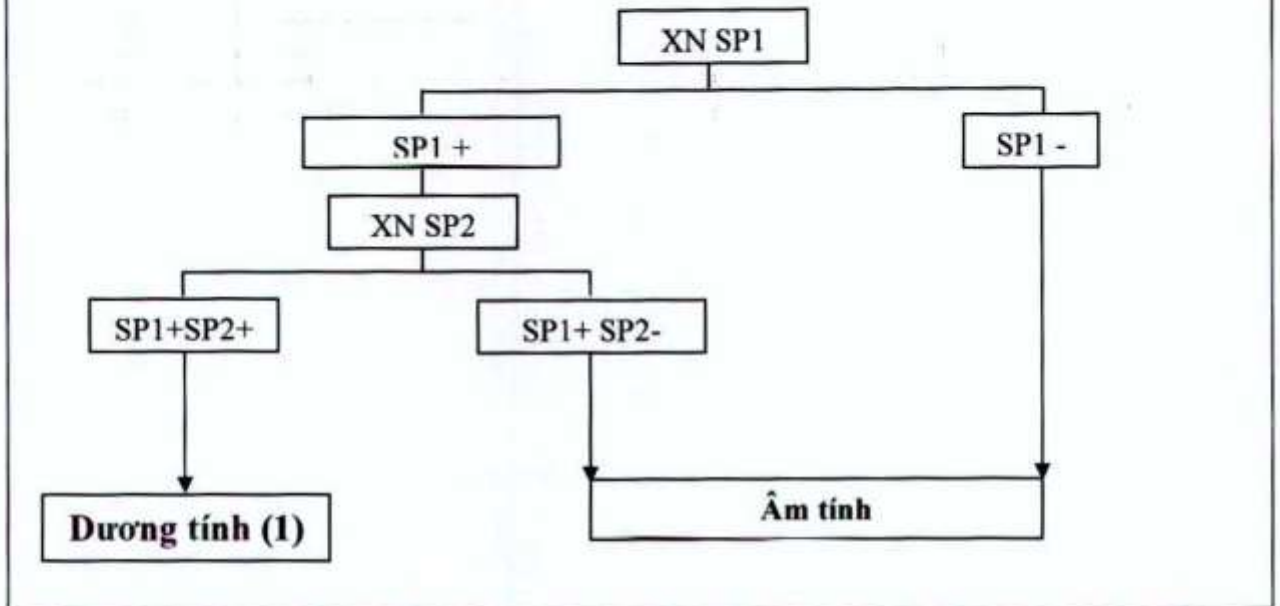 XN SP1
SP1 +
SP1 -
XN SP2
SP1+SP2+
SP1+ SP2-
Dương tính (1)
Âm tính